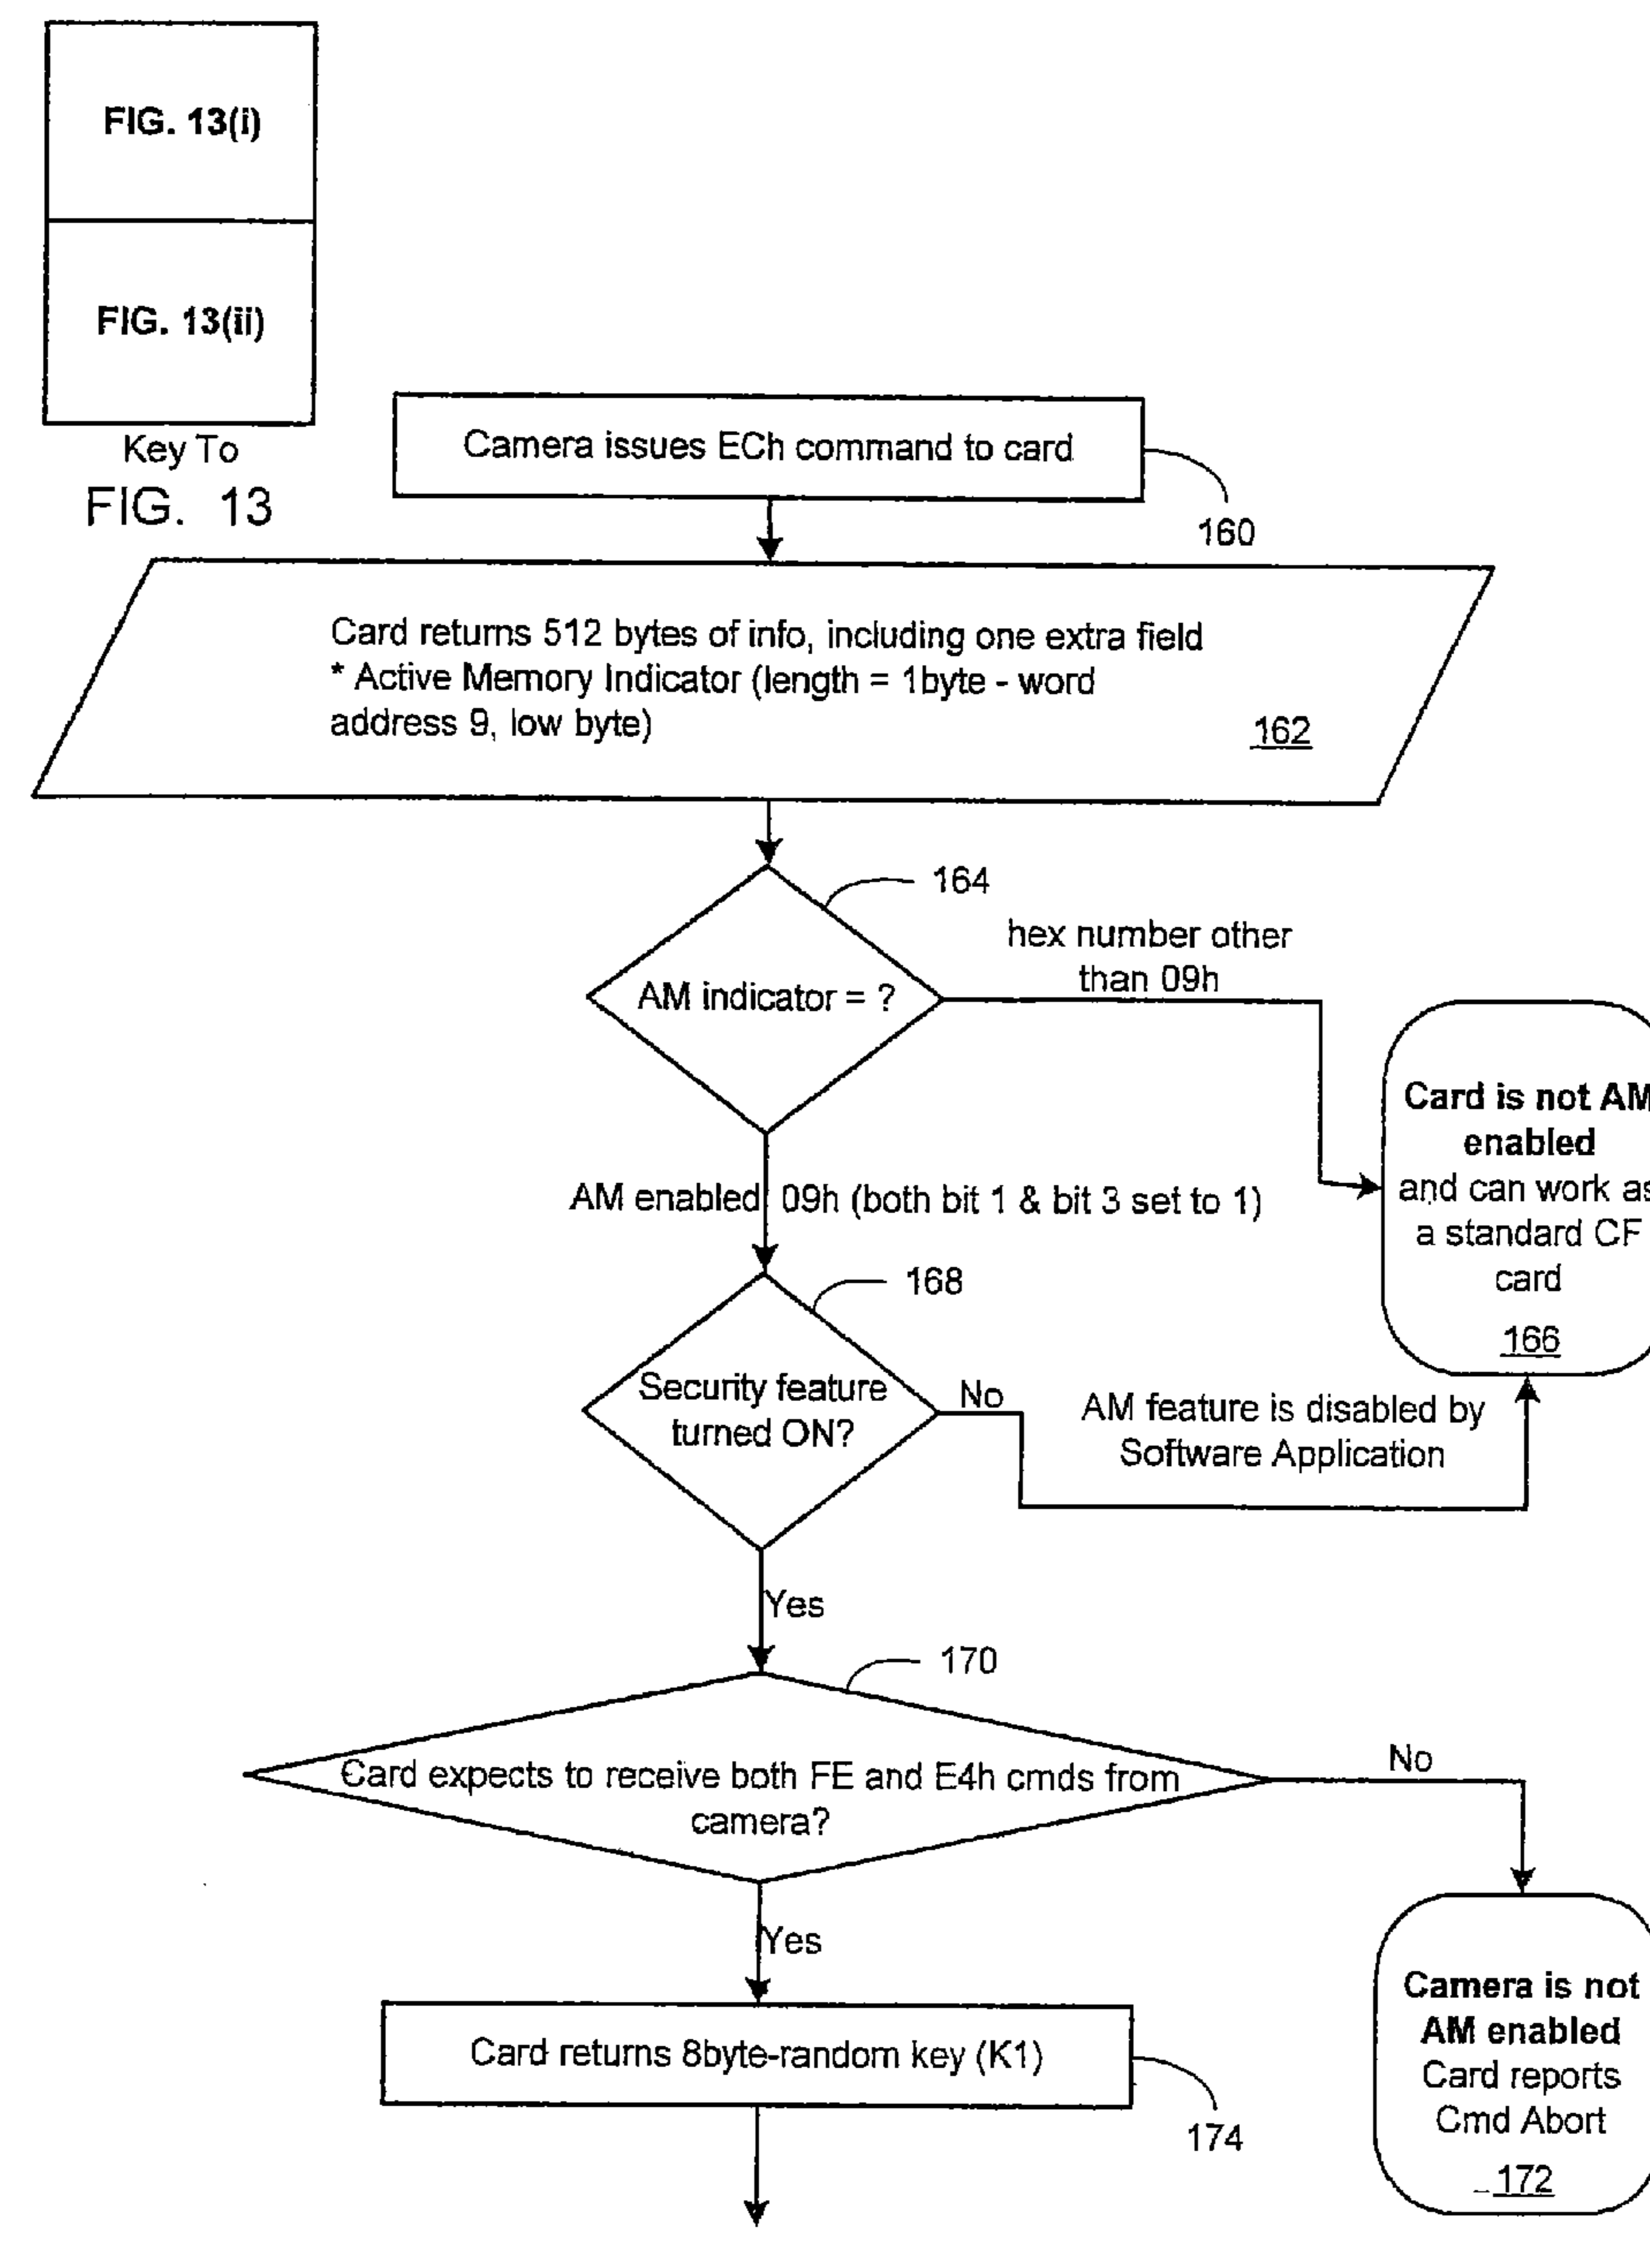 FIG. 13(i)
FIG. 13(ii)
Key To
FIG. 13
Camera issues ECh command to card
160
Card returns 512 bytes of info, including one extra field
* Active Memory Indicator (length = 1byte - word
address 9, low byte)
162
164
AM indicator = ?
hex number other
than 09h
Card is not AM
enabled
and can work as
a standard CF
card
166
AM enabled 09h (both bit 1 & bit 3 set to 1)
168
Security feature
turned ON?
No
AM feature is disabled by
Software Application
Yes
170
Card expects to receive both FE and E4h cmds from
camera?
No
Yes
Camera is not
AM enabled
Card reports
Cmd Abort
172
Card returns 8byte-random key (K1)
174